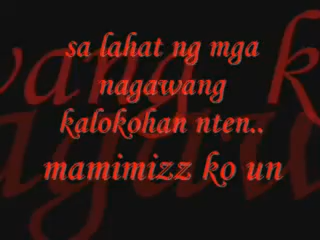 sa lahat ng mga
nagawang
kalokohan nten..
mamimizz ko un